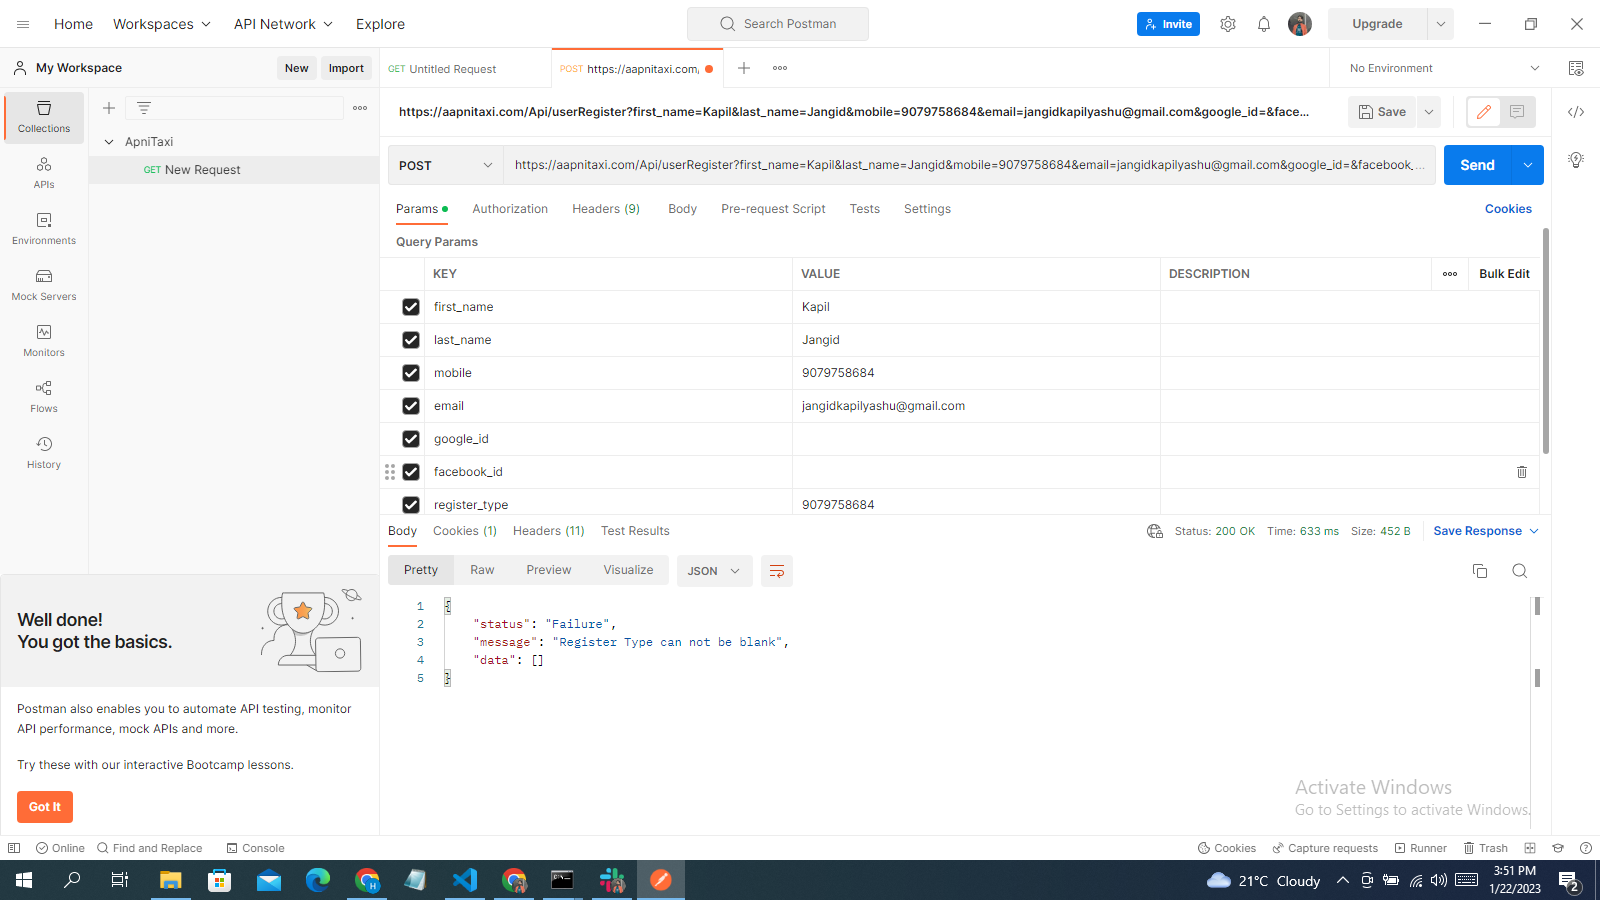 Home
Workspaces
API Network
Explore
Search Postman
Invite
Upgrade
My Workspace
New
Import
GET Untitled Request
POST https://aapnitaxi.com,
No Environment
Collections
APIs
Environments
Mock Servers
Monitors
Flows
History
ApniTaxi
GET New Request
https://aapnitaxi.com/Api/userRegister?first_name=Kapil&last_name=Jangid&mobile=9079758684&email=jangidkapilyashu@gmail.com&google_id=&face...
Save
POST
https://aapnitaxi.com/Api/userRegister?first_name=Kapil&last_name=Jangid&mobile=9079758684&email=jangidkapilyashu@gmail.com&google_id=&facebook_...
Send
Params
Authorization
Headers (9)
Body
Pre-request Script
Tests
Settings
Cookies
Query Params
KEY VALUE DESCRIPTION Bulk Edit
first_name Kapil
last_name Jangid
mobile 9079758684
email jangidkapilyashu@gmail.com
google_id
facebook_id
register_type 9079758684
Body Cookies (1) Headers (11) Test Results Status: 200 OK Time: 633 ms Size: 452 B Save Response
Pretty Raw Preview Visualize JSON
1 {
2 "status": "Failure",
3 "message": "Register Type can not be blank",
4 "data": []
5 }
Well done!
You got the basics.
Postman also enables you to automate API testing, monitor
API performance, mock APIs and more.
Try these with our interactive Bootcamp lessons.
Got It
Activate Windows
Go to Settings to activate Windows.
Online
Find and Replace
Console
Cookies
Capture requests
Runner
Trash
H
21°C Cloudy
3:51 PM
1/22/2023
2